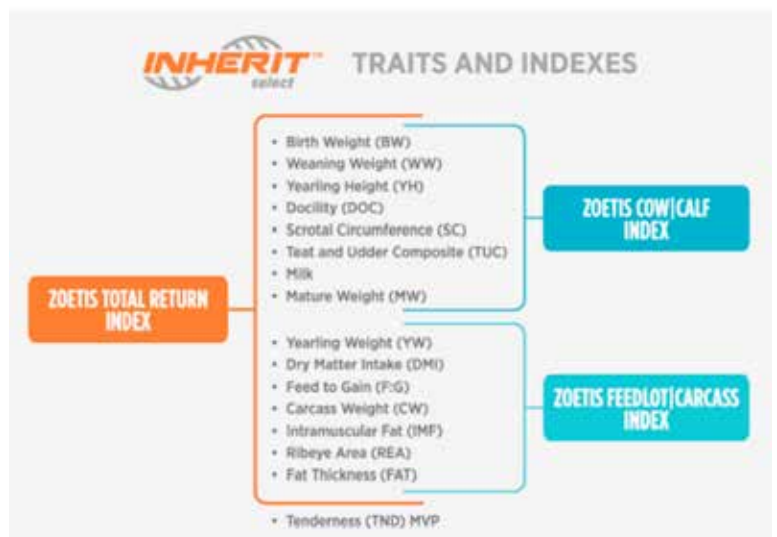 INHERIT™ TRAITS AND INDEXES
select
• Birth Weight (BW)
• Weaning Weight (WW)
• Yearling Height (YH)
• Docility (DOC)
• Scrotal Circumference (SC)
• Teat and Udder Composite (TUC)
• Milk
• Mature Weight (MW)
ZOETIS COW|CALF
INDEX
ZOETIS TOTAL RETURN
INDEX
• Yearling Weight (YW)
• Dry Matter Intake (DMI)
• Feed to Gain (F:G)
• Carcass Weight (CW)
• Intramuscular Fat (IMF)
• Ribeye Area (REA)
• Fat Thickness (FAT)
ZOETIS FEEDLOT|CARCASS
INDEX
• Tenderness (TND) MVP